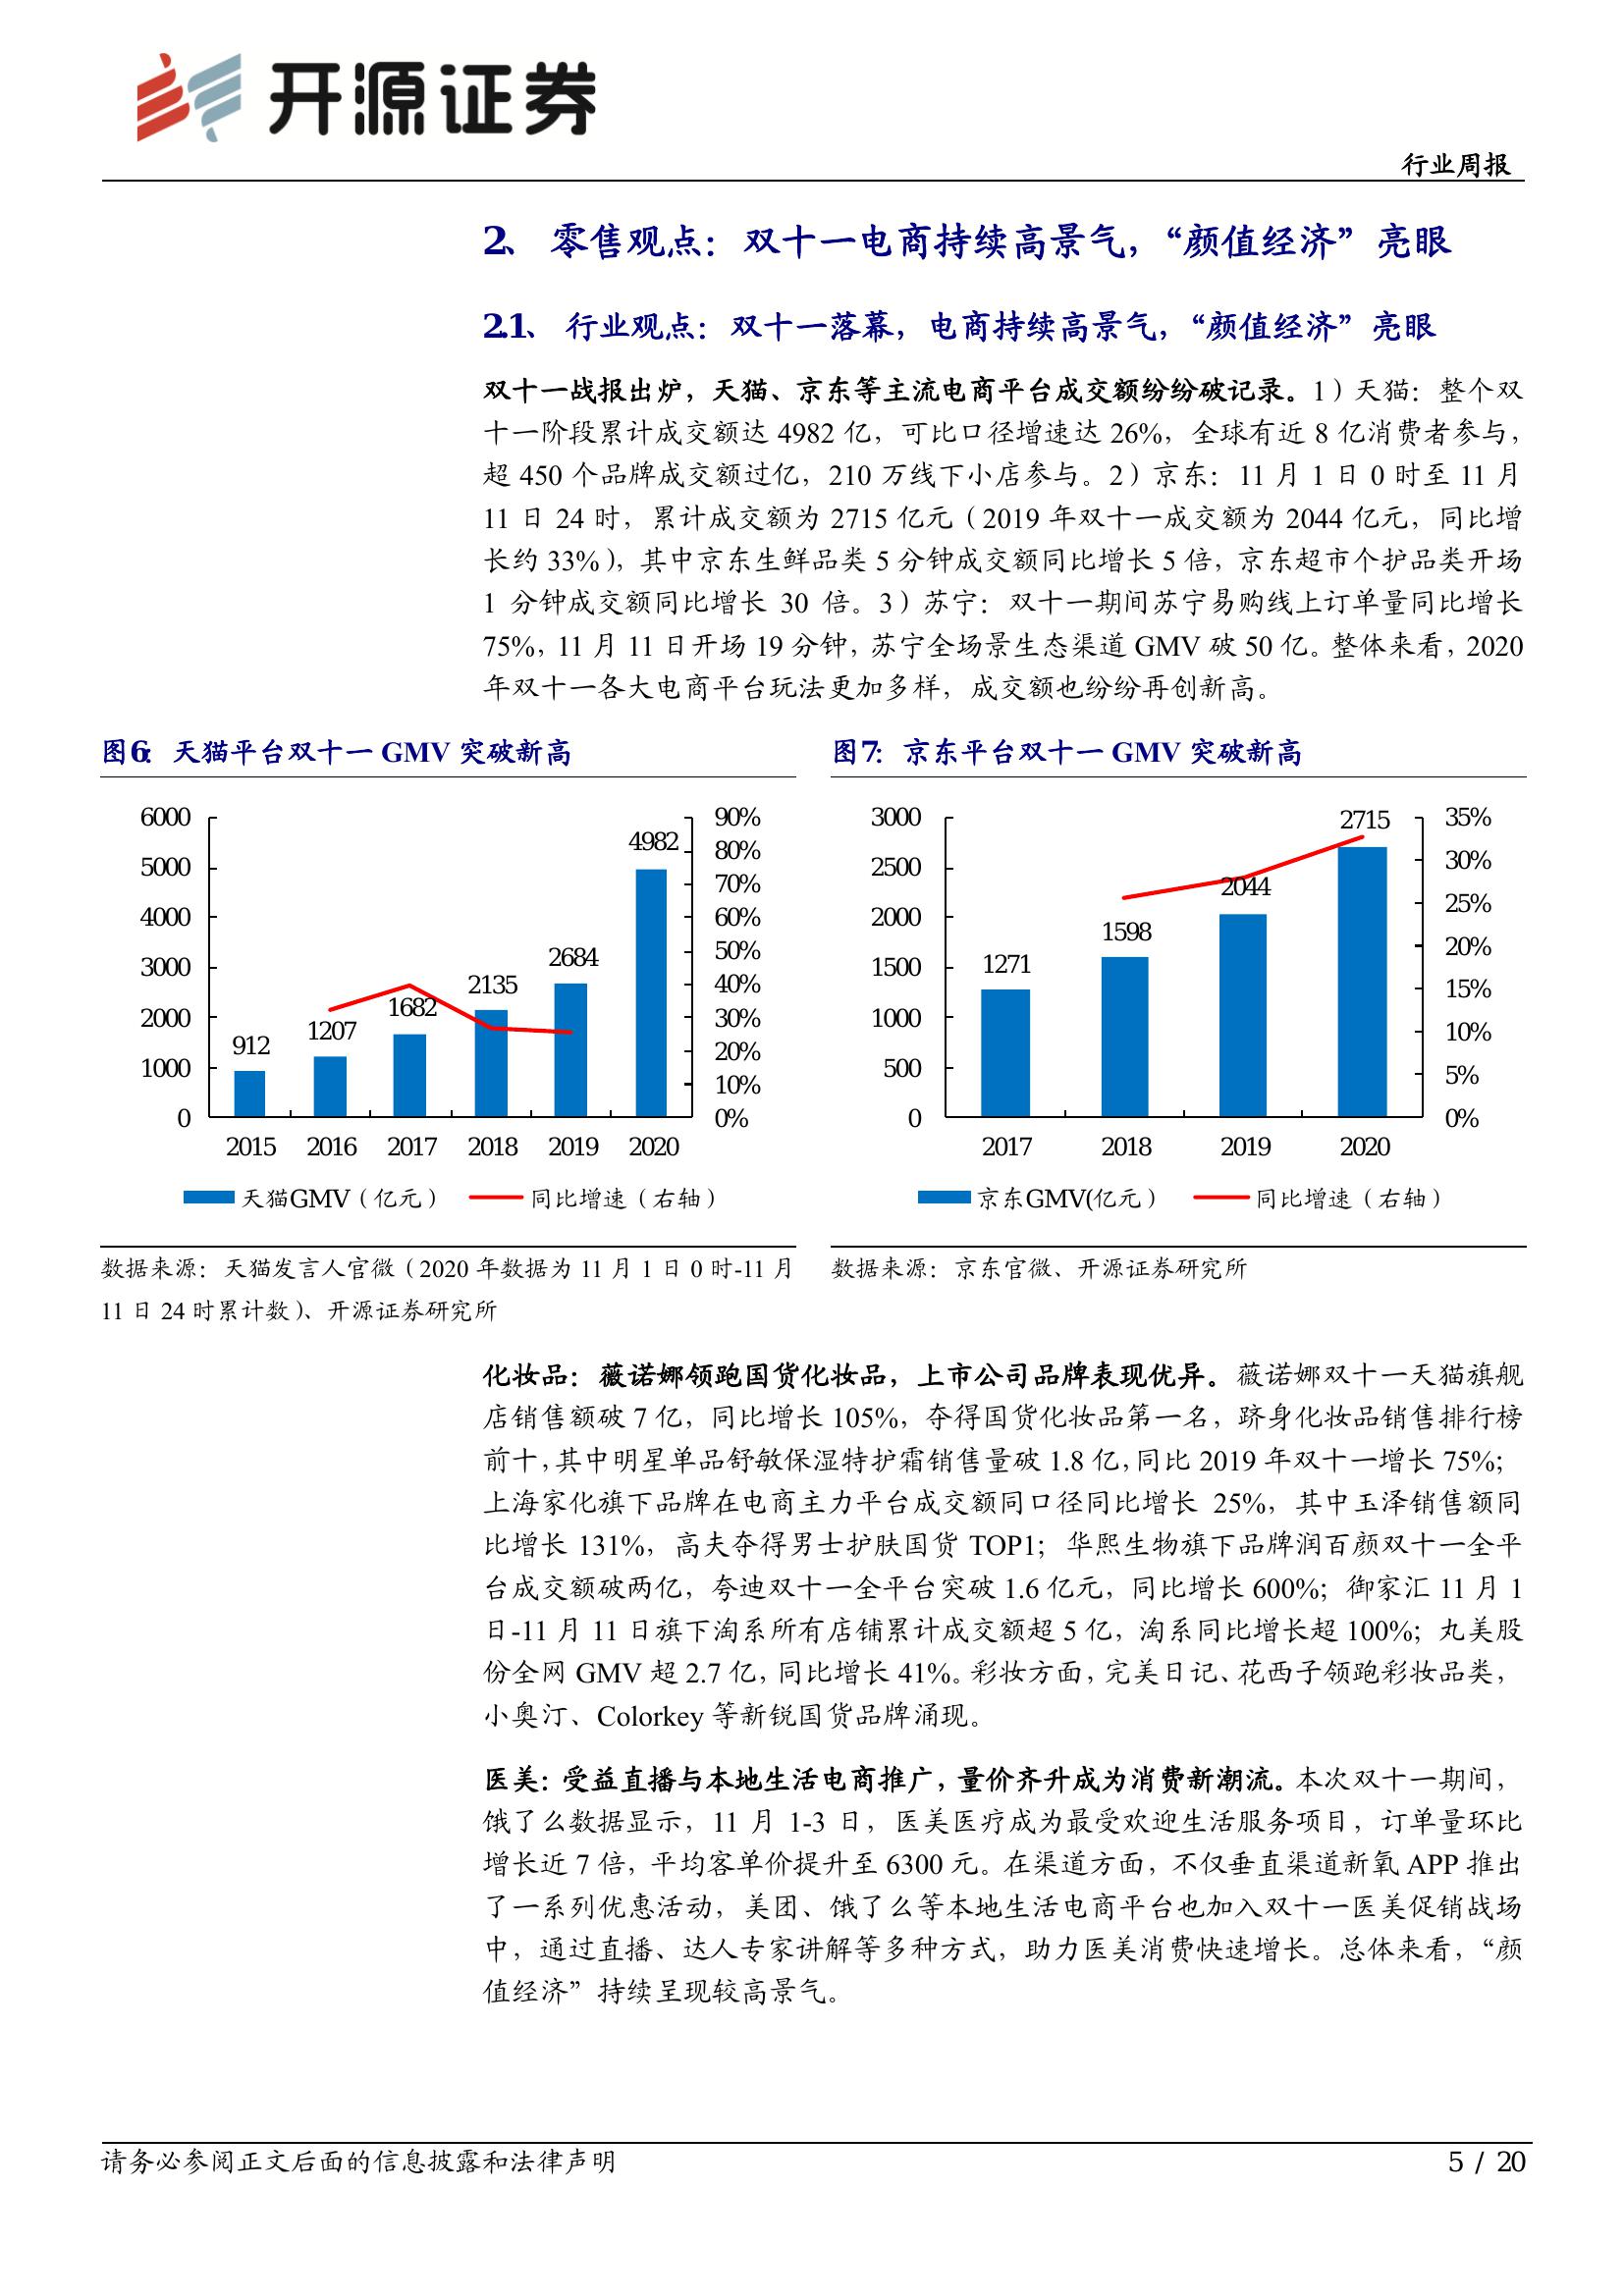 开源证券
行业周报
2、 零售观点：双十一电商持续高景气，“颜值经济”亮眼
2.1、 行业观点：双十一落幕，电商持续高景气，“颜值经济”亮眼
双十一战报出炉，天猫、京东等主流电商平台成交额纷纷破记录。1）天猫：整个双
十一阶段累计成交额达 4982 亿，可比口径增速达 26%，全球有近 8 亿消费者参与，
超 450 个品牌成交额过亿，210 万线下小店参与。2）京东：11 月 1 日 0 时至 11 月
11 日 24 时，累计成交额为 2715 亿元（2019 年双十一成交额为 2044 亿元，同比增
长约 33%），其中京东生鲜品类 5 分钟成交额同比增长 5 倍，京东超市个护品类开场
1 分钟成交额同比增长 30 倍。3）苏宁：双十一期间苏宁易购线上订单量同比增长
75%，11 月 11 日开场 19 分钟，苏宁全场景生态渠道 GMV 破 50 亿。整体来看，2020
年双十一各大电商平台玩法更加多样，成交额也纷纷再创新高。
图6：天猫平台双十一 GMV 突破新高
6000
5000
4000
3000
2000
1000
0
90%
80%
70%
60%
50%
40%
30%
20%
10%
0%
912
1207
1682
2135
2684
4982
2015 2016 2017 2018 2019 2020
天猫GMV（亿元） 同比增速（右轴）
数据来源：天猫发言人官微（2020 年数据为 11 月 1 日 0 时-11 月
11 日 24 时累计数）、开源证券研究所
图7：京东平台双十一 GMV 突破新高
3000
2500
2000
1500
1000
500
0
35%
30%
25%
20%
15%
10%
5%
0%
1271
1598
2044
2715
2017 2018 2019 2020
京东GMV(亿元） 同比增速（右轴）
数据来源：京东官微、开源证券研究所
化妆品：薇诺娜领跑国货化妆品，上市公司品牌表现优异。薇诺娜双十一天猫旗舰
店销售额破 7 亿，同比增长 105%，夺得国货化妆品第一名，跻身化妆品销售排行榜
前十，其中明星单品舒敏保湿特护霜销售量破 1.8 亿，同比 2019 年双十一增长 75%；
上海家化旗下品牌在电商主力平台成交额同口径同比增长 25%，其中玉泽销售额同
比增长 131%，高夫夺得男士护肤国货 TOP1；华熙生物旗下品牌润百颜双十一全平
台成交额破两亿，夸迪双十一全平台突破 1.6 亿元，同比增长 600%；御家汇 11 月 1
日-11 月 11 日旗下淘系所有店铺累计成交额超 5 亿，淘系同比增长超 100%；丸美股
份全网 GMV 超 2.7 亿，同比增长 41%。彩妆方面，完美日记、花西子领跑彩妆品类，
小奥汀、Colorkey 等新锐国货品牌涌现。
医美：受益直播与本地生活电商推广，量价齐升成为消费新潮流。本次双十一期间，
饿了么数据显示，11 月 1-3 日，医美医疗成为最受欢迎生活服务项目，订单量环比
增长近 7 倍，平均客单价提升至 6300 元。在渠道方面，不仅垂直渠道新氧 APP 推出
了一系列优惠活动，美团、饿了么等本地生活电商平台也加入双十一医美促销战场
中，通过直播、达人专家讲解等多种方式，助力医美消费快速增长。总体来看，“颜
值经济”持续呈现较高景气。
请务必参阅正文后面的信息披露和法律声明
5 / 20